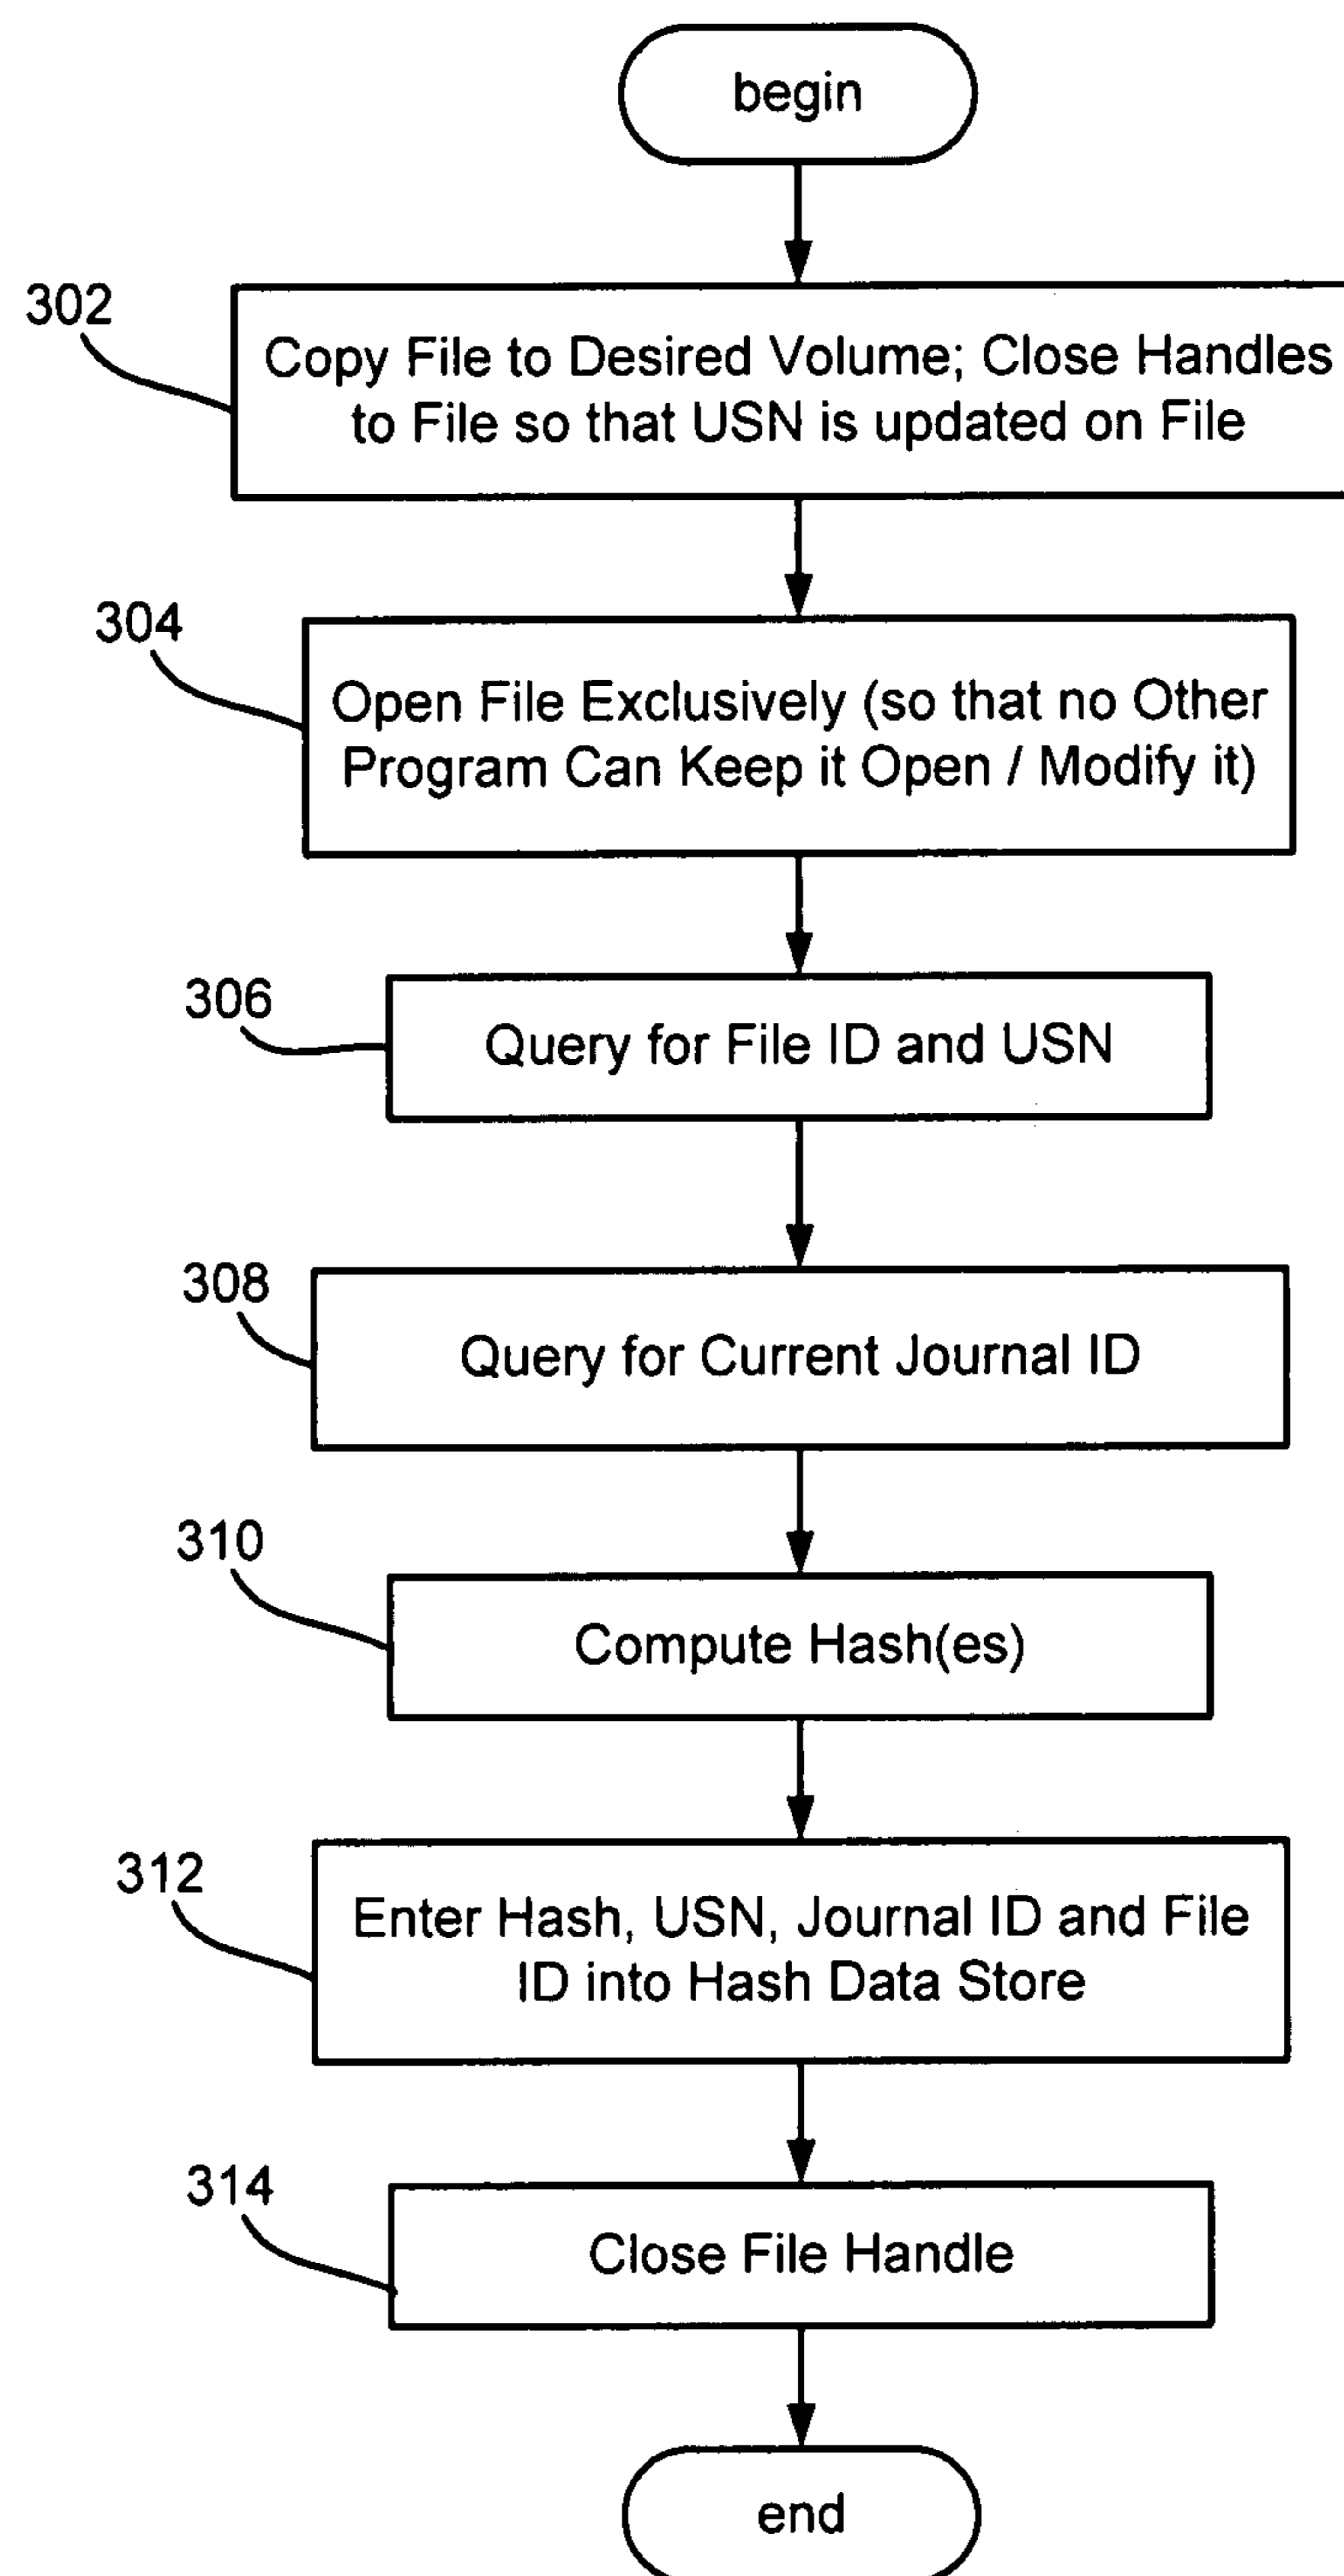 begin
302
Copy File to Desired Volume; Close Handles
to File so that USN is updated on File
304
Open File Exclusively (so that no Other
Program Can Keep it Open / Modify it)
306
Query for File ID and USN
308
Query for Current Journal ID
310
Compute Hash(es)
312
Enter Hash, USN, Journal ID and File
ID into Hash Data Store
314
Close File Handle
end